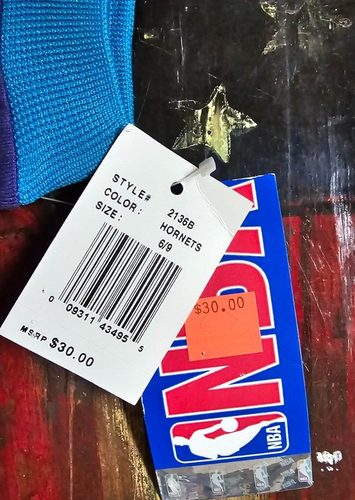 STYLE# 2136B
COLOR: HORNETS
SIZE: 6/9
0 09311 43495 5
MSRP $30.00
NBA
$30.00
NBA